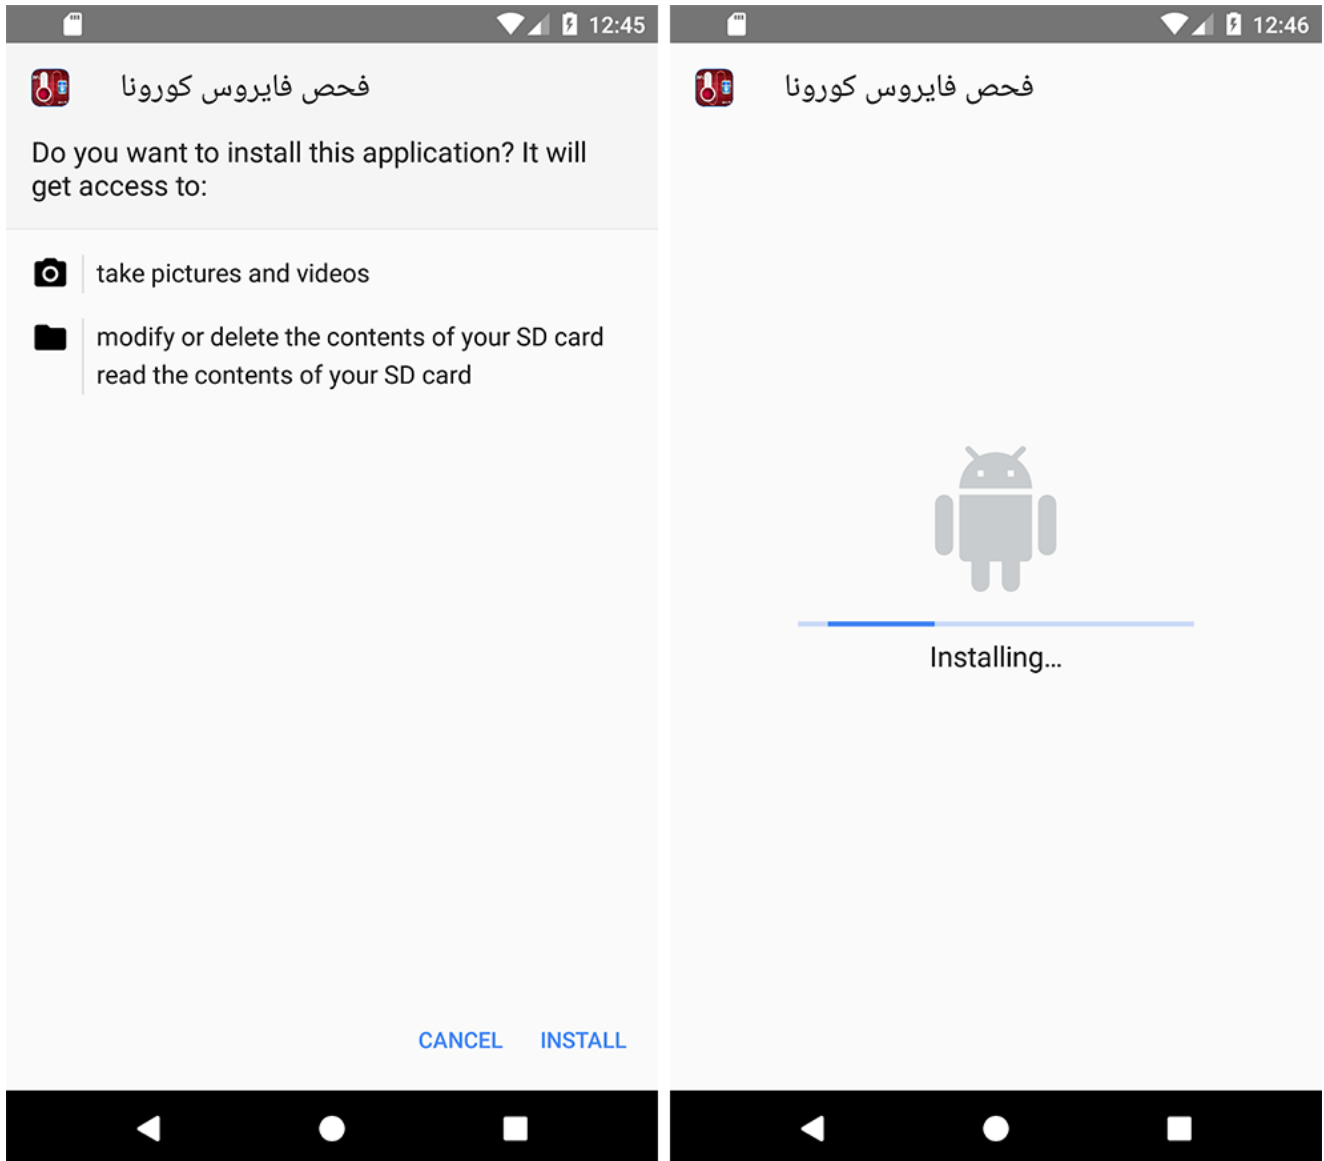 12:45
فحص فايروس كورونا
Do you want to install this application? It will
get access to:
take pictures and videos
modify or delete the contents of your SD card
read the contents of your SD card
CANCEL INSTALL
12:46
فحص فايروس كورونا
Installing...